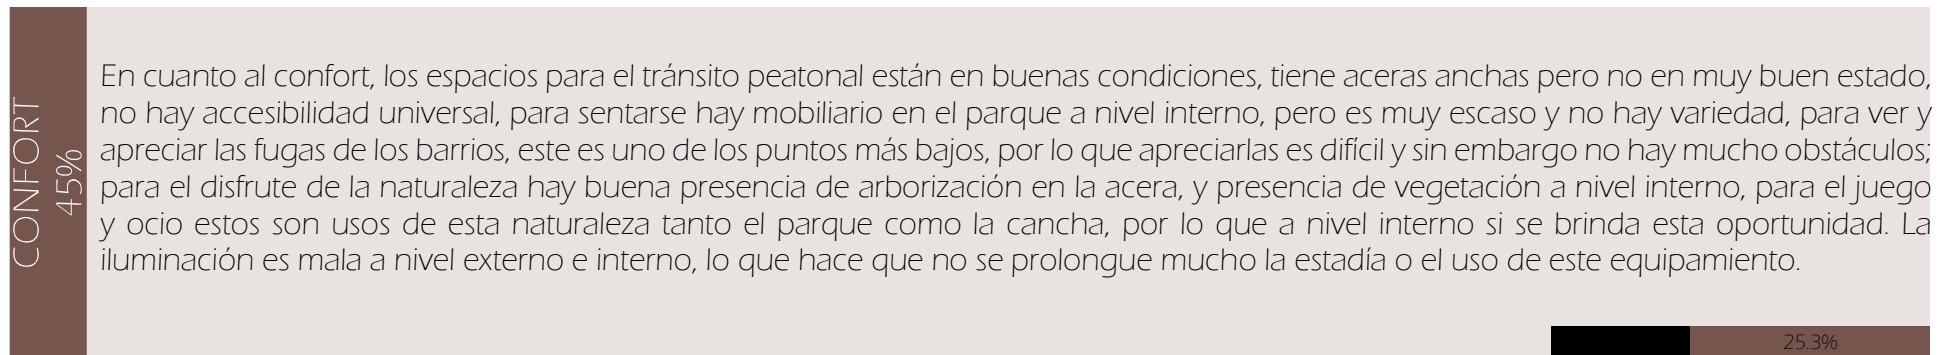 CONFORT
45%
En cuanto al confort, los espacios para el tránsito peatonal están en buenas condiciones, tiene aceras anchas pero no en muy buen estado,
no hay accesibilidad universal, para sentarse hay mobiliario en el parque a nivel interno, pero es muy escaso y no hay variedad, para ver y
apreciar las fugas de los barrios, este es uno de los puntos más bajos, por lo que apreciarlas es difícil y sin embargo no hay mucho obstáculos;
para el disfrute de la naturaleza hay buena presencia de arborización en la acera, y presencia de vegetación a nivel interno, para el juego
y ocio estos son usos de esta naturaleza tanto el parque como la cancha, por lo que a nivel interno si se brinda esta oportunidad. La
iluminación es mala a nivel externo e interno, lo que hace que no se prolongue mucho la estadía o el uso de este equipamiento.
25.3%